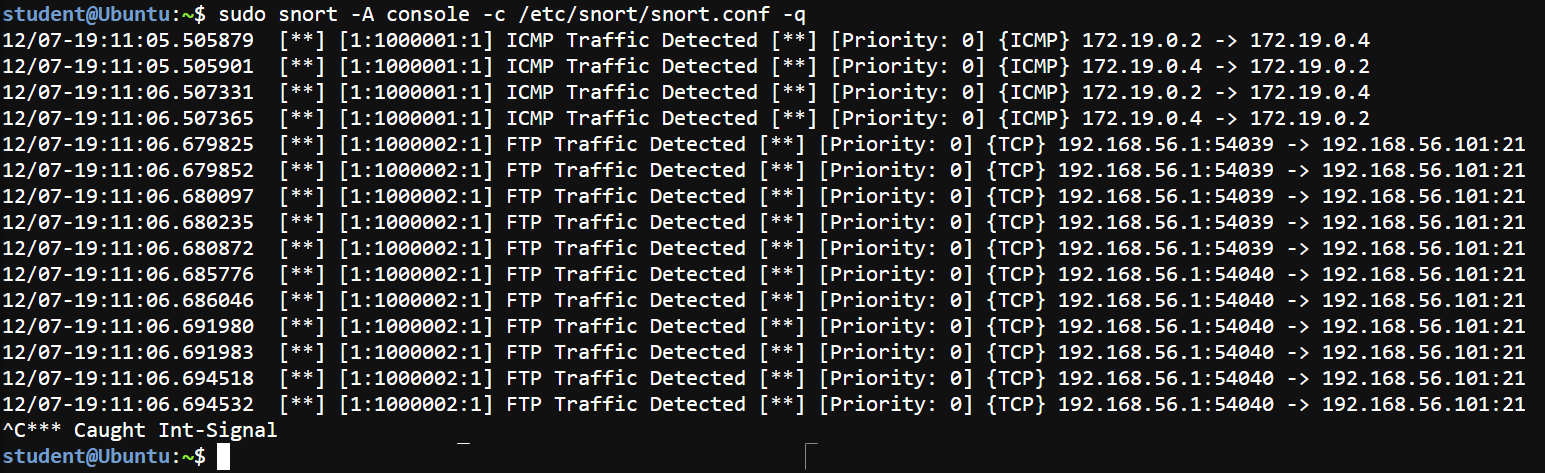 student@Ubuntu:~$ sudo snort -A console -c /etc/snort/snort.conf -q
12/07-19:11:05.505879  [**] [1:1000001:1] ICMP Traffic Detected [**] [Priority: 0] {ICMP} 172.19.0.2 -> 172.19.0.4
12/07-19:11:05.505901  [**] [1:1000001:1] ICMP Traffic Detected [**] [Priority: 0] {ICMP} 172.19.0.4 -> 172.19.0.2
12/07-19:11:06.507331  [**] [1:1000001:1] ICMP Traffic Detected [**] [Priority: 0] {ICMP} 172.19.0.2 -> 172.19.0.4
12/07-19:11:06.507365  [**] [1:1000001:1] ICMP Traffic Detected [**] [Priority: 0] {ICMP} 172.19.0.4 -> 172.19.0.2
12/07-19:11:06.679825  [**] [1:1000002:1] FTP Traffic Detected [**] [Priority: 0] {TCP} 192.168.56.1:54039 -> 192.168.56.101:21
12/07-19:11:06.679852  [**] [1:1000002:1] FTP Traffic Detected [**] [Priority: 0] {TCP} 192.168.56.1:54039 -> 192.168.56.101:21
12/07-19:11:06.680097  [**] [1:1000002:1] FTP Traffic Detected [**] [Priority: 0] {TCP} 192.168.56.1:54039 -> 192.168.56.101:21
12/07-19:11:06.680235  [**] [1:1000002:1] FTP Traffic Detected [**] [Priority: 0] {TCP} 192.168.56.1:54039 -> 192.168.56.101:21
12/07-19:11:06.680872  [**] [1:1000002:1] FTP Traffic Detected [**] [Priority: 0] {TCP} 192.168.56.1:54039 -> 192.168.56.101:21
12/07-19:11:06.685776  [**] [1:1000002:1] FTP Traffic Detected [**] [Priority: 0] {TCP} 192.168.56.1:54040 -> 192.168.56.101:21
12/07-19:11:06.686046  [**] [1:1000002:1] FTP Traffic Detected [**] [Priority: 0] {TCP} 192.168.56.1:54040 -> 192.168.56.101:21
12/07-19:11:06.691980  [**] [1:1000002:1] FTP Traffic Detected [**] [Priority: 0] {TCP} 192.168.56.1:54040 -> 192.168.56.101:21
12/07-19:11:06.691983  [**] [1:1000002:1] FTP Traffic Detected [**] [Priority: 0] {TCP} 192.168.56.1:54040 -> 192.168.56.101:21
12/07-19:11:06.694518  [**] [1:1000002:1] FTP Traffic Detected [**] [Priority: 0] {TCP} 192.168.56.1:54040 -> 192.168.56.101:21
12/07-19:11:06.694532  [**] [1:1000002:1] FTP Traffic Detected [**] [Priority: 0] {TCP} 192.168.56.1:54040 -> 192.168.56.101:21
^C*** Caught Int-Signal
student@Ubuntu:~$